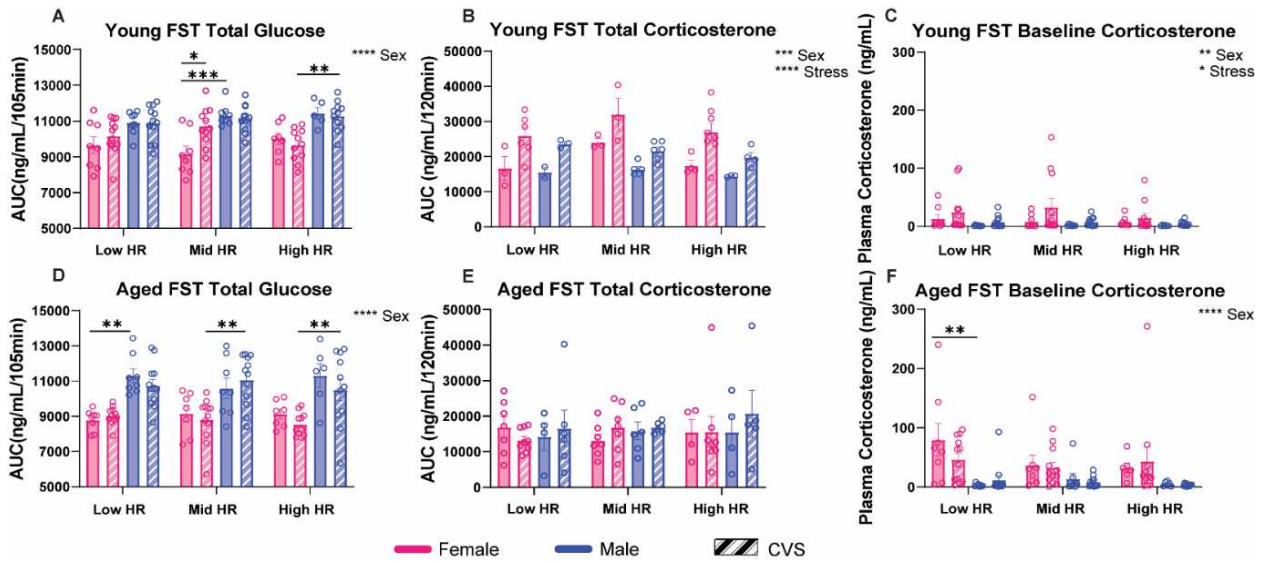 A
Young FST Total Glucose
**** Sex
AUC(ng/mL/105min)
13000
11000
9000
7000
5000
*
***
**
Low HR
Mid HR
High HR
B
Young FST Total Corticosterone
*** Sex
**** Stress
AUC (ng/mL/120min)
50000
40000
30000
20000
10000
0
Low HR
Mid HR
High HR
C
Young FST Baseline Corticosterone
** Sex
* Stress
Plasma Corticosterone (ng/mL)
300
200
100
0
Low HR
Mid HR
High HR
D
Aged FST Total Glucose
**** Sex
AUC(ng/mL/105min)
13000
11000
9000
7000
5000
**
**
**
Low HR
Mid HR
High HR
E
Aged FST Total Corticosterone
AUC (ng/mL/120min)
50000
40000
30000
20000
10000
0
Low HR
Mid HR
High HR
F
Aged FST Baseline Corticosterone
**** Sex
Plasma Corticosterone (ng/mL)
300
200
100
0
**
Low HR
Mid HR
High HR
Female
Male
CVS